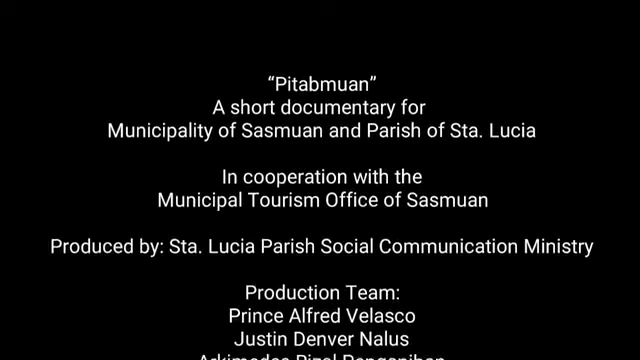 “Pitabmuan”
A short documentary for
Municipality of Sasmuan and Parish of Sta. Lucia
In cooperation with the
Municipal Tourism Office of Sasmuan
Produced by: Sta. Lucia Parish Social Communication Ministry
Production Team:
Prince Alfred Velasco
Justin Denver Nalus